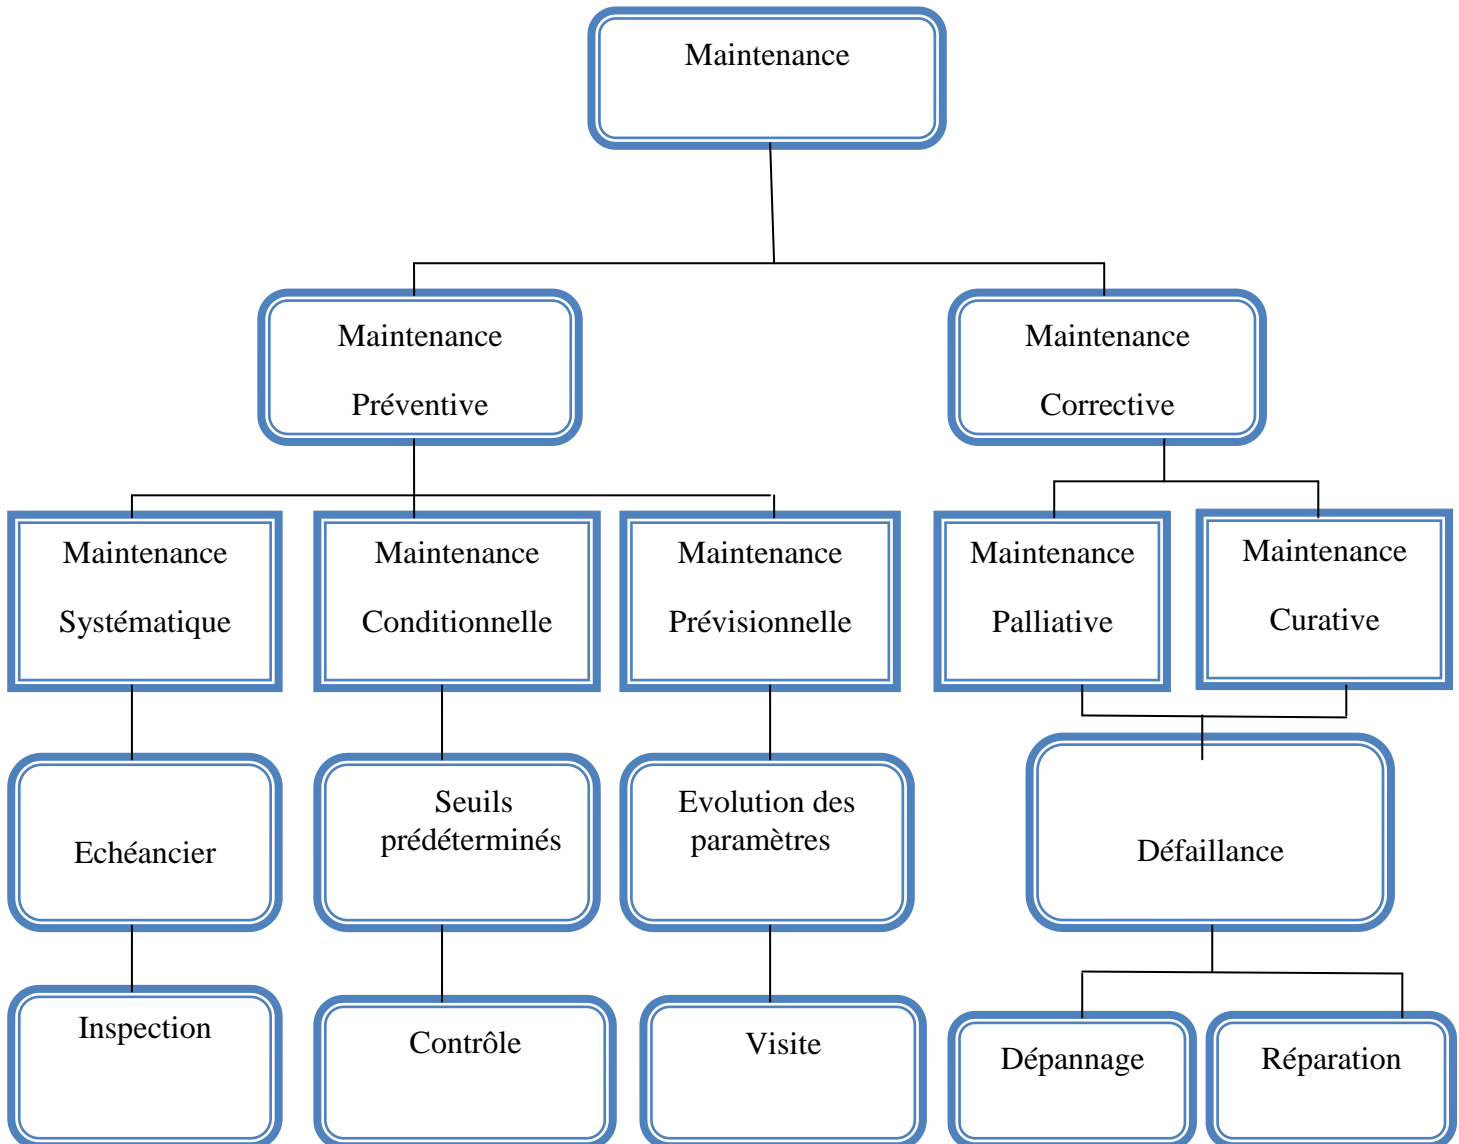 Maintenance
Maintenance
Préventive
Maintenance
Corrective
Maintenance
Systématique
Maintenance
Conditionnelle
Maintenance
Prévisionnelle
Maintenance
Palliative
Maintenance
Curative
Echéancier
Seuils
prédéterminés
Evolution des
paramètres
Défaillance
Inspection
Contrôle
Visite
Dépannage
Réparation